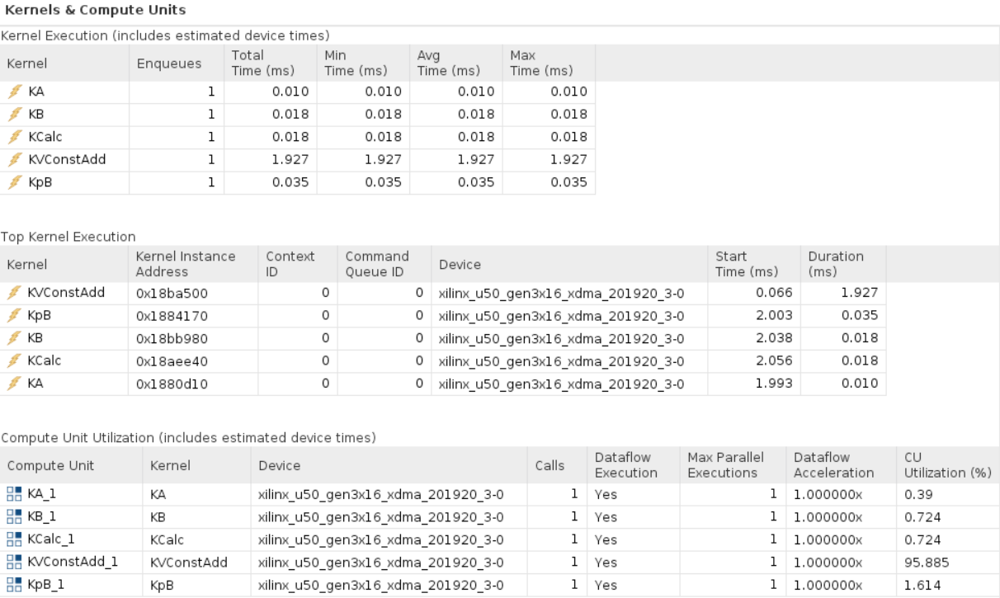 Kernels & Compute Units
Kernel Execution (includes estimated device times)
Kernel Enqueues Total Time (ms) Min Time (ms) Avg Time (ms) Max Time (ms)
KA 1 0.010 0.010 0.010 0.010
KB 1 0.018 0.018 0.018 0.018
KCalc 1 0.018 0.018 0.018 0.018
KVConstAdd 1 1.927 1.927 1.927 1.927
KpB 1 0.035 0.035 0.035 0.035
Top Kernel Execution
Kernel Kernel Instance Address Context ID Command Queue ID Device Start Time (ms) Duration (ms)
KVConstAdd 0x18ba500 0 0 xilinx_u50_gen3x16_xdma_201920_3-0 0.066 1.927
KpB 0x1884170 0 0 xilinx_u50_gen3x16_xdma_201920_3-0 2.003 0.035
KB 0x18bb980 0 0 xilinx_u50_gen3x16_xdma_201920_3-0 2.038 0.018
KCalc 0x18aee40 0 0 xilinx_u50_gen3x16_xdma_201920_3-0 2.056 0.018
KA 0x1880d10 0 0 xilinx_u50_gen3x16_xdma_201920_3-0 1.993 0.010
Compute Unit Utilization (includes estimated device times)
Compute Unit Kernel Device Calls Dataflow Execution Max Parallel Executions Dataflow Acceleration CU Utilization (%)
KA_1 KA xilinx_u50_gen3x16_xdma_201920_3-0 1 Yes 1 1.000000x 0.39
KB_1 KB xilinx_u50_gen3x16_xdma_201920_3-0 1 Yes 1 1.000000x 0.724
KCalc_1 KCalc xilinx_u50_gen3x16_xdma_201920_3-0 1 Yes 1 1.000000x 0.724
KVConstAdd_1 KVConstAdd xilinx_u50_gen3x16_xdma_201920_3-0 1 Yes 1 1.000000x 95.885
KpB_1 KpB xilinx_u50_gen3x16_xdma_201920_3-0 1 Yes 1 1.000000x 1.614